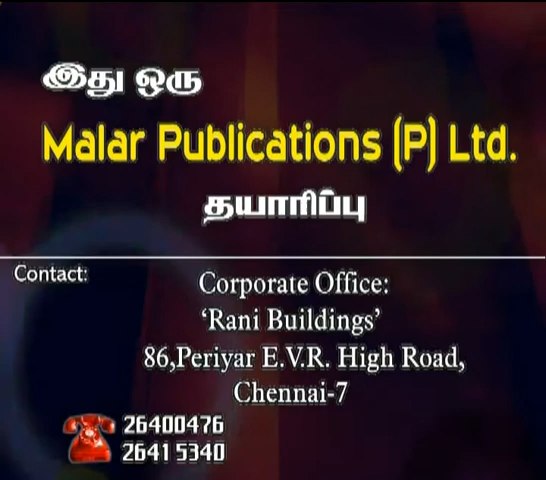 இது ஒரு
Malar Publications (P) Ltd.
தயாரிப்பு
Contact:
Corporate Office:
‘Rani Buildings’
86,Periyar E.V.R. High Road,
Chennai-7
26400476
2641 5340